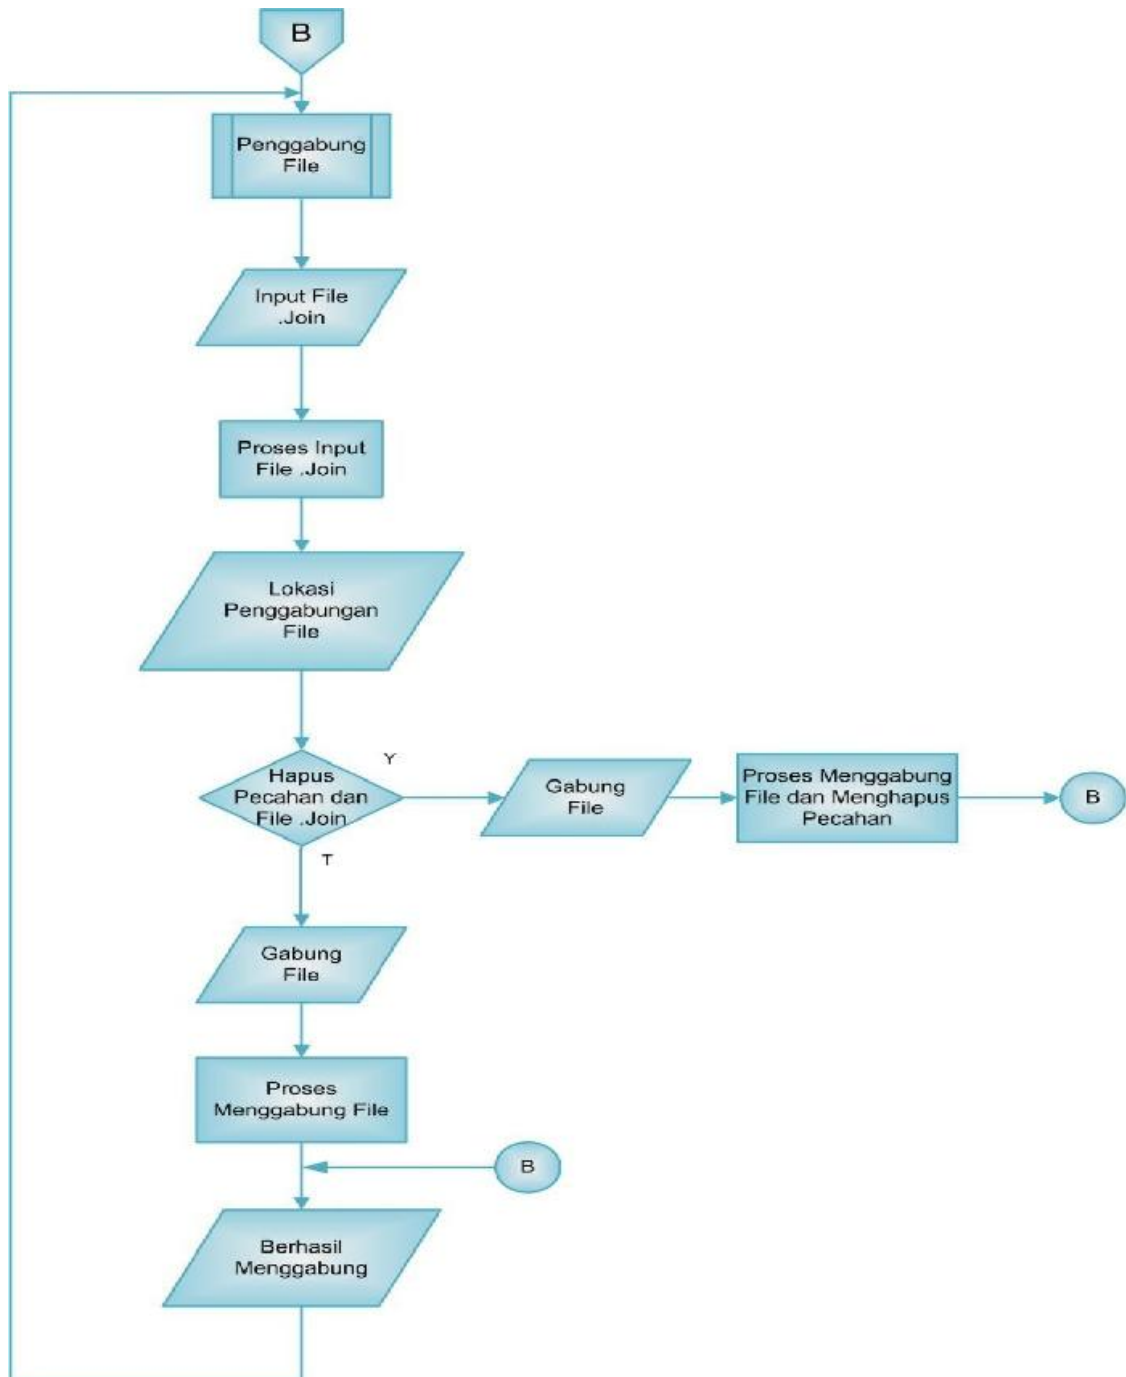 B
Penggabung
File
Input File
.Join
Proses Input
File .Join
Lokasi
Penggabungan
File
Hapus
Pecahan dan
File .Join
Y
Gabung
File
Proses Menggabung
File dan Menghapus
Pecahan
B
T
Gabung
File
Proses
Menggabung File
B
Berhasil
Menggabung